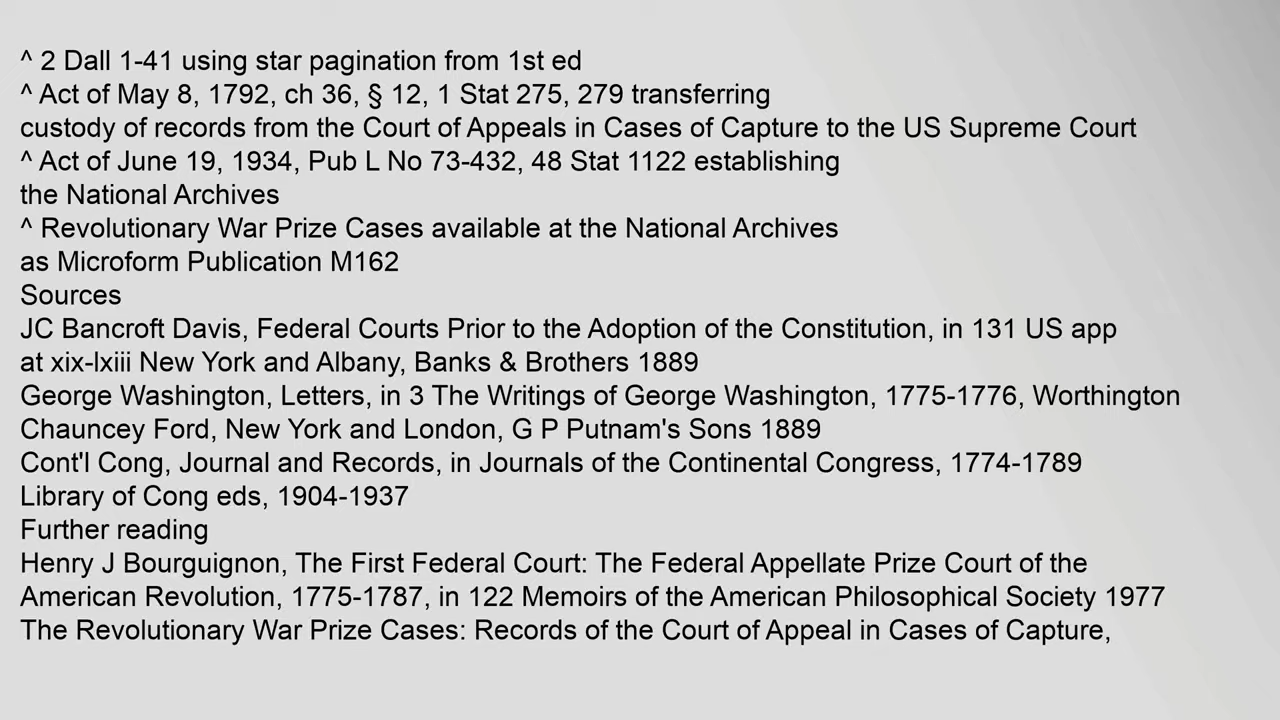 ^ 2 Dall 1-41 using star pagination from 1st ed
^ Act of May 8, 1792, ch 36, § 12, 1 Stat 275, 279 transferring
custody of records from the Court of Appeals in Cases of Capture to the US Supreme Court
^ Act of June 19, 1934, Pub L No 73-432, 48 Stat 1122 establishing
the National Archives
^ Revolutionary War Prize Cases available at the National Archives
as Microform Publication M162
Sources
JC Bancroft Davis, Federal Courts Prior to the Adoption of the Constitution, in 131 US app
at xix-lxiii New York and Albany, Banks & Brothers 1889
George Washington, Letters, in 3 The Writings of George Washington, 1775-1776, Worthington
Chauncey Ford, New York and London, G P Putnam's Sons 1889
Cont'l Cong, Journal and Records, in Journals of the Continental Congress, 1774-1789
Library of Cong eds, 1904-1937
Further reading
Henry J Bourguignon, The First Federal Court: The Federal Appellate Prize Court of the
American Revolution, 1775-1787, in 122 Memoirs of the American Philosophical Society 1977
The Revolutionary War Prize Cases: Records of the Court of Appeal in Cases of Capture,